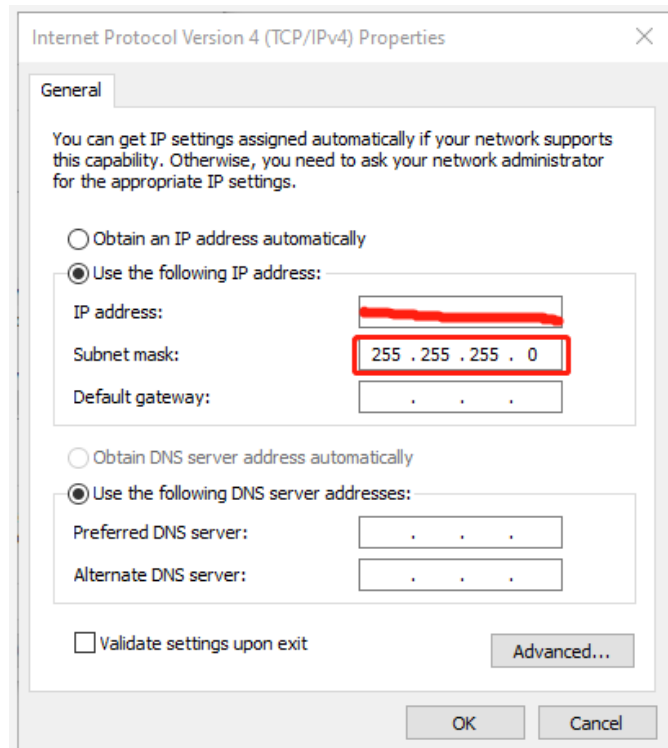 Internet Protocol Version 4 (TCP/IPv4) Properties
General
You can get IP settings assigned automatically if your network supports
this capability. Otherwise, you need to ask your network administrator
for the appropriate IP settings.
Obtain an IP address automatically
Use the following IP address:
IP address:
Subnet mask:
255 . 255 . 255 . 0
Default gateway:
. . .
Obtain DNS server address automatically
Use the following DNS server addresses:
Preferred DNS server:
. . .
Alternate DNS server:
. . .
Validate settings upon exit
Advanced...
OK
Cancel